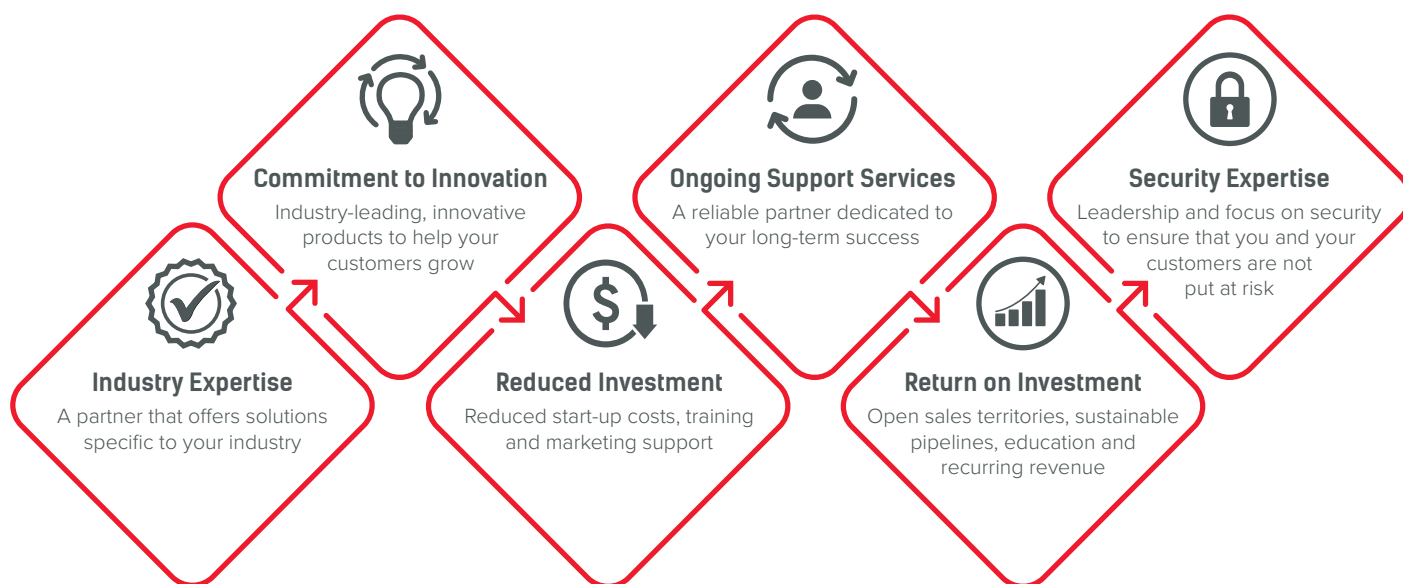 Industry Expertise
A partner that offers solutions
specific to your industry
Commitment to Innovation
Industry-leading, innovative
products to help your
customers grow
$
Reduced Investment
Reduced start-up costs, training
and marketing support
Ongoing Support Services
A reliable partner dedicated to
your long-term success
Return on Investment
Open sales territories, sustainable
pipelines, education and
recurring revenue
Security Expertise
Leadership and focus on security
to ensure that you and your
customers are not
put at risk